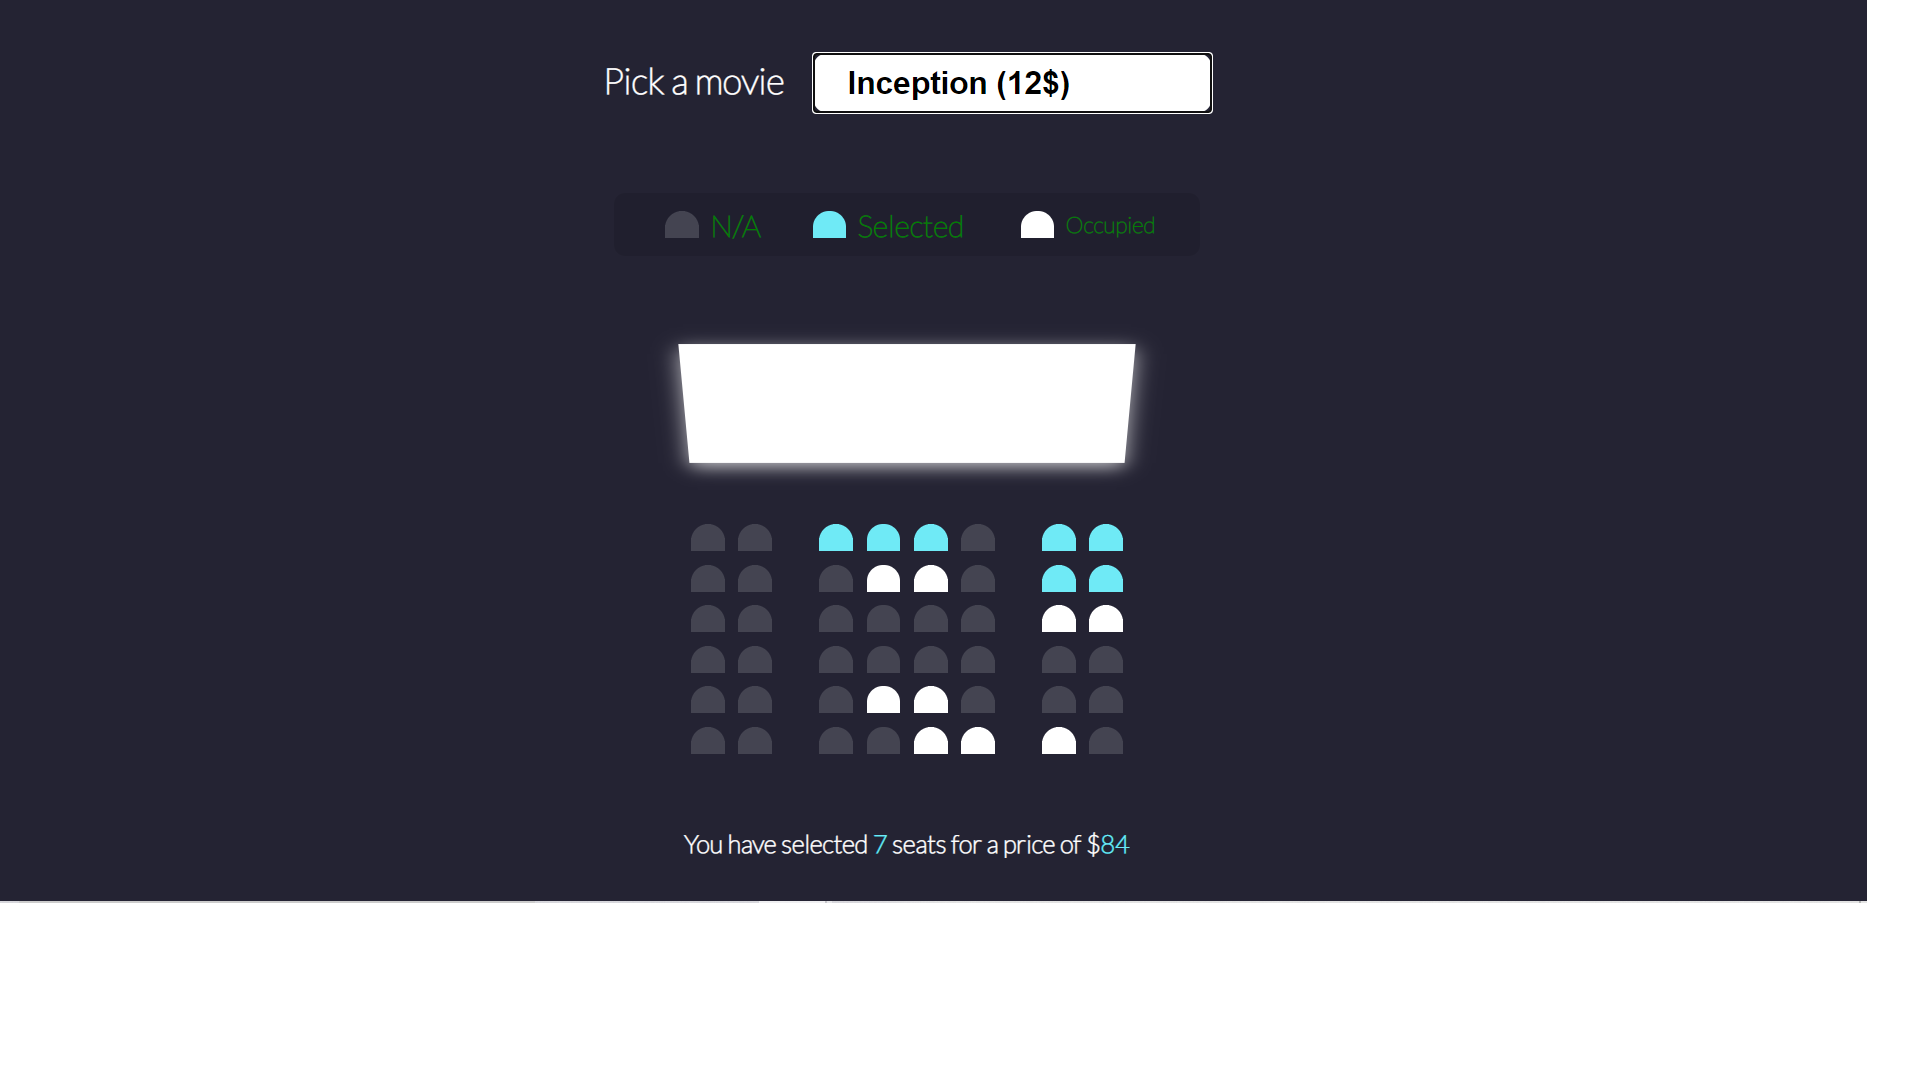 Pick a movie Inception (12$)
N/A Selected Occupied
You have selected 7 seats for a price of $84